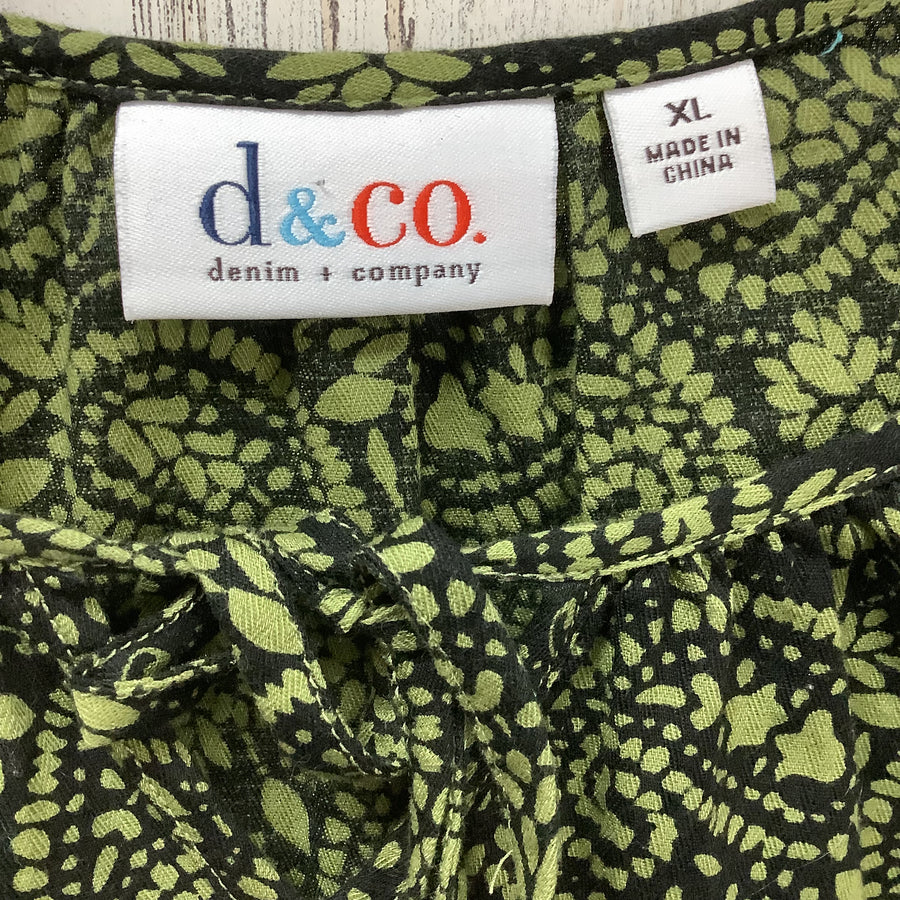 d&co.
denim + company
XL
MADE IN
CHINA